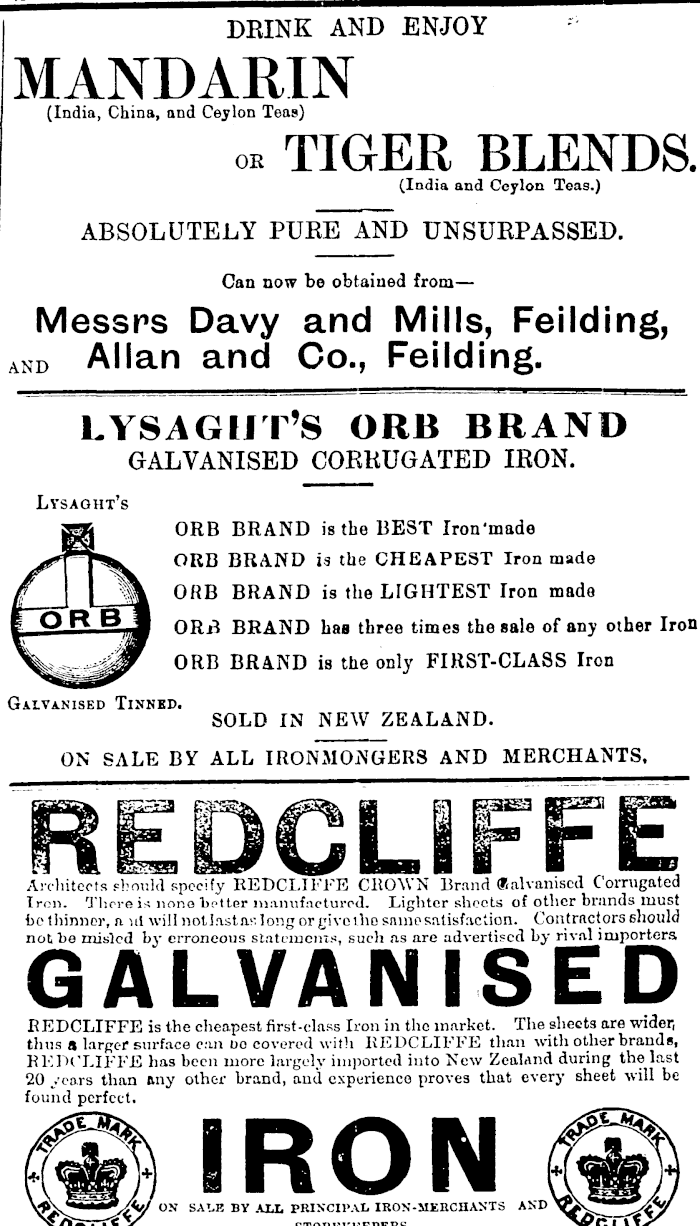 DRINK AND ENJOY
MANDARIN
(India, China, and Ceylon Teas)
OR TIGER BLENDS.
(India and Ceylon Teas.)
ABSOLUTELY PURE AND UNSURPASSED.
Can now be obtained from—
Messrs Davy and Mills, Feilding,
AND Allan and Co., Feilding.
LYSAGHT'S ORB BRAND
GALVANISED CORRUGATED IRON.
LYSAGHT'S
ORB
GALVANISED TINNED.
ORB BRAND is the BEST Iron made
ORB BRAND is the CHEAPEST Iron made
ORB BRAND is the LIGHTEST Iron made
ORB BRAND has three times the sale of any other Iron
ORB BRAND is the only FIRST-CLASS Iron
SOLD IN NEW ZEALAND.
ON SALE BY ALL IRONMONGERS AND MERCHANTS.
REDCLIFFE
Architects should specify REDCLIFFE CROWN Brand Galvanised Corrugated
Iron. There is none better manufactured. Lighter sheets of other brands must
be thinner, and will not last as long or give the same satisfaction. Contractors should
not be misled by erroneous statements, such as are advertised by rival importers
GALVANISED
REDCLIFFE is the cheapest first-class Iron in the market. The sheets are wider,
thus a larger surface can be covered with REDCLIFFE than with other brands,
REDCLIFFE has been more largely imported into New Zealand during the last
20 years than any other brand, and experience proves that every sheet will be
found perfect.
TRADE MARK
REDCLIFFE
IRON
TRADE MARK
REDCLIFFE
ON SALE BY ALL PRINCIPAL IRON-MERCHANTS AND
STOREKEEPERS